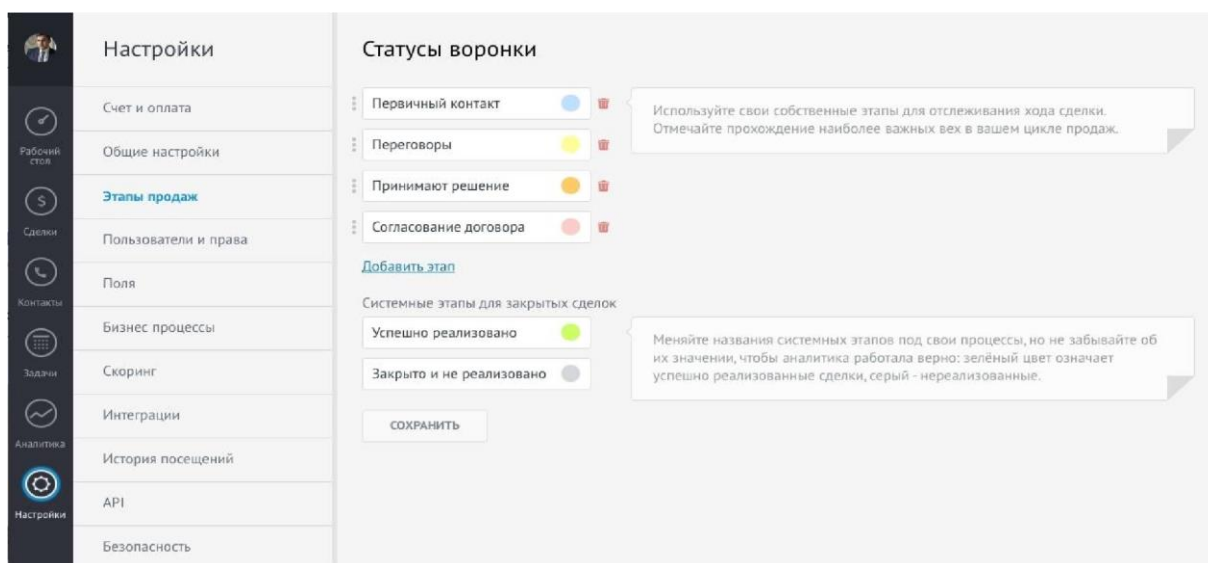 Рабочий
стол
Сделки
Контакты
Задачи
Аналитика
Настройки
Настройки
Счет и оплата
Общие настройки
Этапы продаж
Пользователи и права
Поля
Бизнес процессы
Скоринг
Интеграции
История посещений
API
Безопасность
Статусы воронки
Первичный контакт
Переговоры
Принимают решение
Согласование договора
Добавить этап
Используйте свои собственные этапы для отслеживания хода сделки.
Отмечайте прохождение наиболее важных вех в вашем цикле продаж.
Системные этапы для закрытых сделок
Успешно реализовано
Закрыто и не реализовано
Меняйте названия системных этапов под свои процессы, но не забывайте об
их значении, чтобы аналитика работала верно: зелёный цвет означает
успешно реализованные сделки, серый - нереализованные.
СОХРАНИТЬ